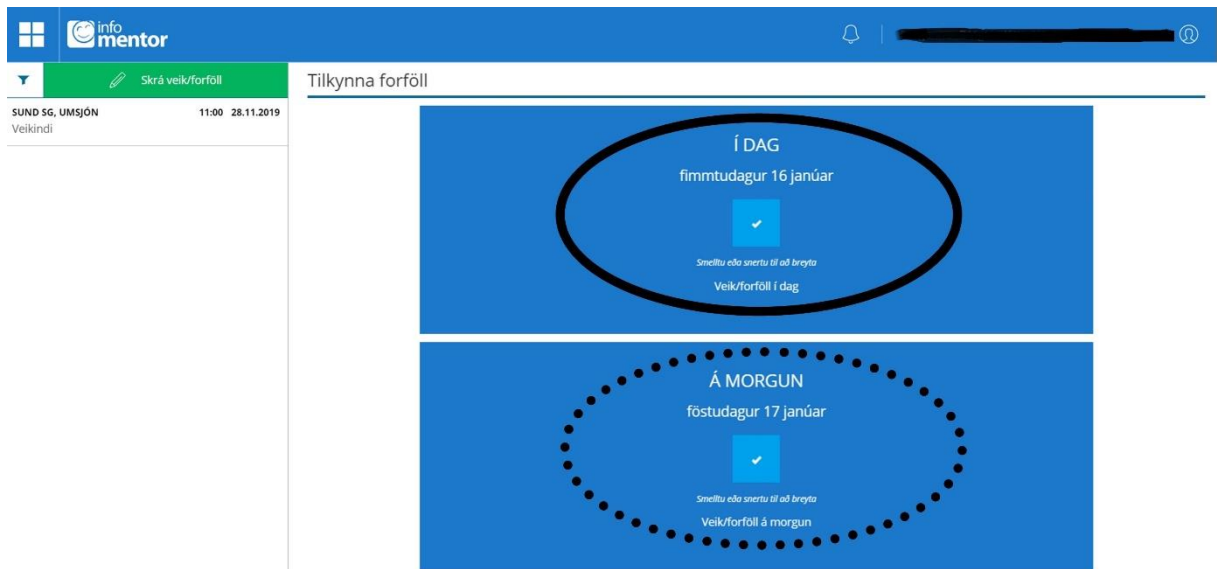 info
mentor
Skrá veik/forföll
SUND SG, UMSJÓN 11:00 28.11.2019
Veikindi
Tilkynna forföll
Í DAG
fimmtudagur 16 janúar
Smelltu eða snertu til að breyta
Veik/forföll í dag
Á MORGUN
föstudagur 17 janúar
Smelltu eða snertu til að breyta
Veik/forföll á morgun